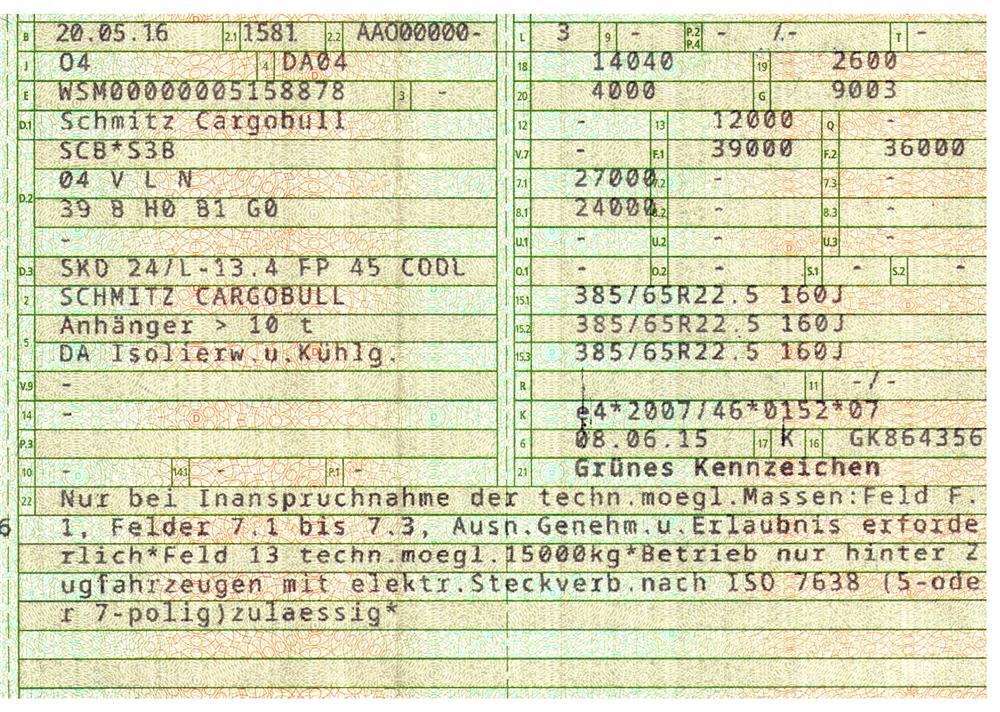 B 20.05.16 2.1 1581 2.2 AAO00000- L 3 9 - P.2 P.4 - /.- T -
J 04 4 DA04 18 14040 19 2600
E WSM00000005158878 3 - 20 4000 G 9003
D.1 Schmitz Cargobull 12 - 13 12000 Q -
SCB*S3B V.7 - F.1 39000 F.2 36000
D.2 04 V L N 7.1 27000 7.2 - 7.3 -
39 B H0 B1 G0 8.1 24000 8.2 - 8.3 -
- U.1 - U.2 - U.3 -
D.3 SKO 24/L-13.4 FP 45 COOL O.1 - O.2 - S.1 - S.2 -
2 SCHMITZ CARGOBULL 15.1 385/65R22.5 160J
5 Anhänger > 10 t 15.2 385/65R22.5 160J
DA Isolierw.u.Kühlg. 15.3 385/65R22.5 160J
V.9 - R 11 -/-
14 - K e4*2007/46*0152*07
P.3 6 08.06.15 17 K 16 GK864356
10 - 14.1 - P.1 - 21 Grünes Kennzeichen
22 Nur bei Inanspruchnahme der techn.moegl.Massen:Feld F.
6 1, Felder 7.1 bis 7.3, Ausn.Genehm.u.Erlaubnis erforde
rlich*Feld 13 techn.moegl.15000kg*Betrieb nur hinter Z
ugfahrzeugen mit elektr.Steckverb.nach ISO 7638 (5-ode
r 7-polig)zulaessig*